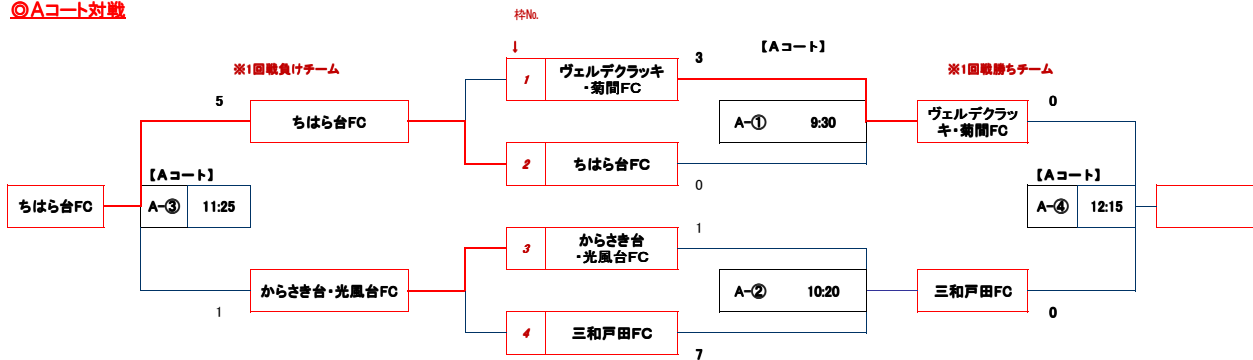 ◎Aコート対戦
枠No.
↓
【Aコート】
※1回戦負けチーム
※1回戦勝ちチーム
1 ヴェルデクラッキ
・菊間FC
3
5
ちはら台FC
A-① 9:30
ヴェルデクラッ
キ・菊間FC
0
2 ちはら台FC
0
【Aコート】
【Aコート】
ちはら台FC
A-③ 11:25
A-④ 12:15
3 からさき台
・光風台FC
1
からさき台・光風台FC
1
A-② 10:20
三和戸田FC
0
4 三和戸田FC
7